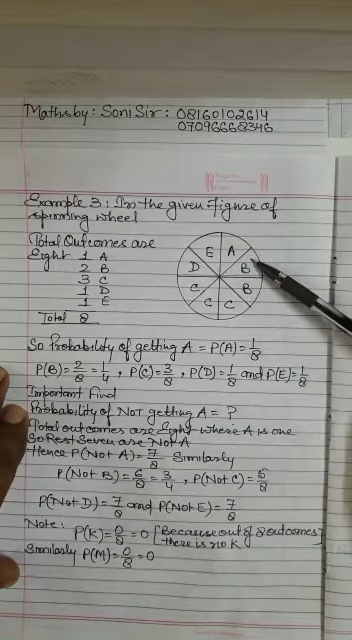 Maths by: Soni Sir: 08160102614
07096668346
Example 3: In the given figure of
spinning wheel
Total Outcomes are
Eight 1 A
2 B
3 C
1 D
1 E
Total 8
E A
D B
C B
C C
So Probability of getting A = P(A) = 1/8
P(B) = 2/8 = 1/4, P(C) = 3/8, P(D) = 1/8 and P(E) = 1/8
Important Find
Probability of Not getting A = ?
Total outcomes are Eight where A is one
So Rest Seven are Not A
Hence P(Not A) = 7/8 Similarly
P(Not B) = 6/8 = 3/4, P(Not C) = 5/8
P(Not D) = 7/8 and P(Not E) = 7/8
Note: P(K) = 0/8 = 0 [Because out of 8 outcomes
there is no K]
Similarly P(M) = 0/8 = 0